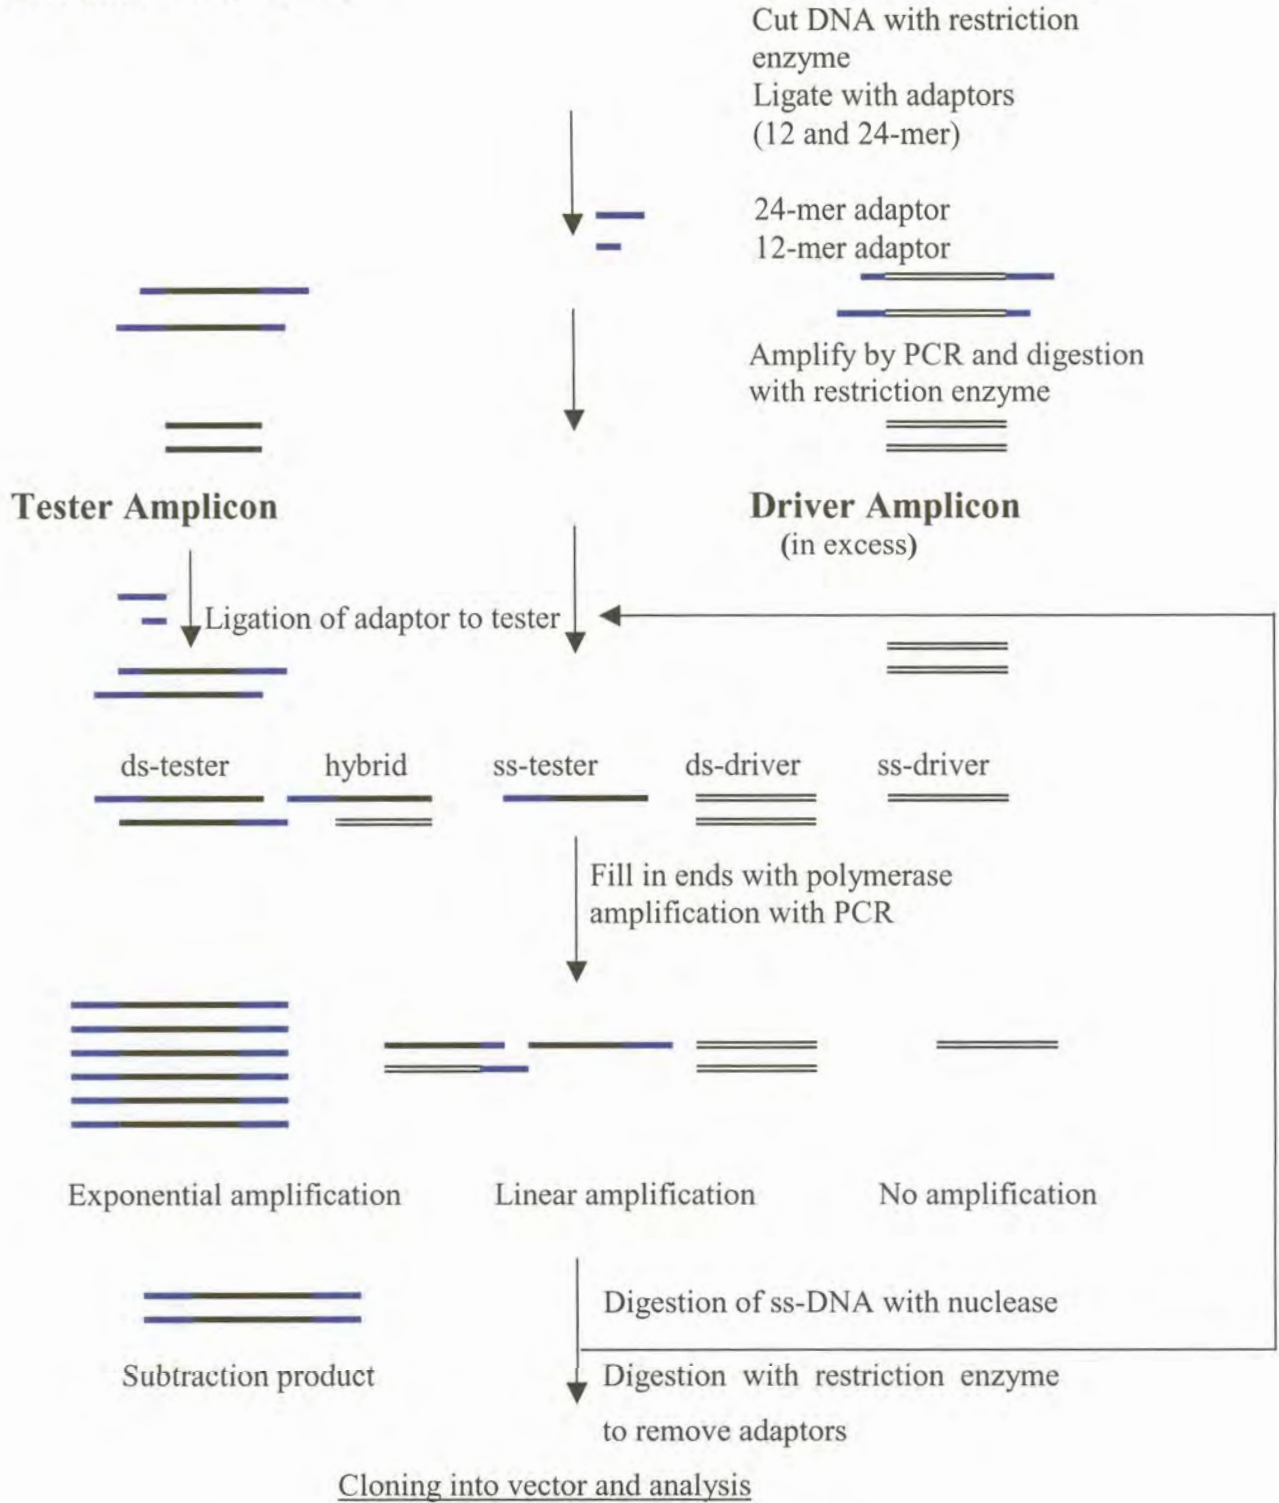 Cut DNA with restriction
enzyme
Ligate with adaptors
(12 and 24-mer)
24-mer adaptor
12-mer adaptor
Amplify by PCR and digestion
with restriction enzyme
Tester Amplicon
Driver Amplicon
(in excess)
Ligation of adaptor to tester
ds-tester
hybrid
ss-tester
ds-driver
ss-driver
Fill in ends with polymerase
amplification with PCR
Exponential amplification
Linear amplification
No amplification
Digestion of ss-DNA with nuclease
Subtraction product
Digestion with restriction enzyme
to remove adaptors
Cloning into vector and analysis